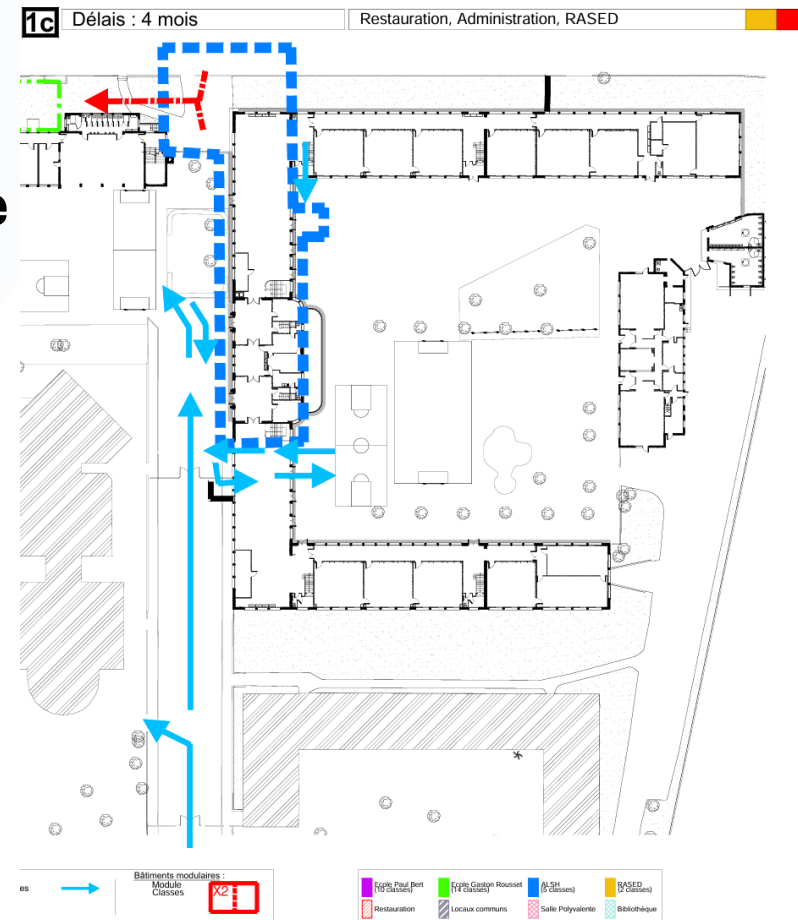 1c Délais : 4 mois Restauration, Administration, RASED
e
es
Bâtiments modulaires :
Module
Classes
X2
Ecole Paul Bert
(10 classes)
Ecole Gaston Rousset
(14 classes)
ALSH
(5 classes)
RASED
(2 classes)
Restauration
Locaux communs
Salle Polyvalente
Bibliothèque